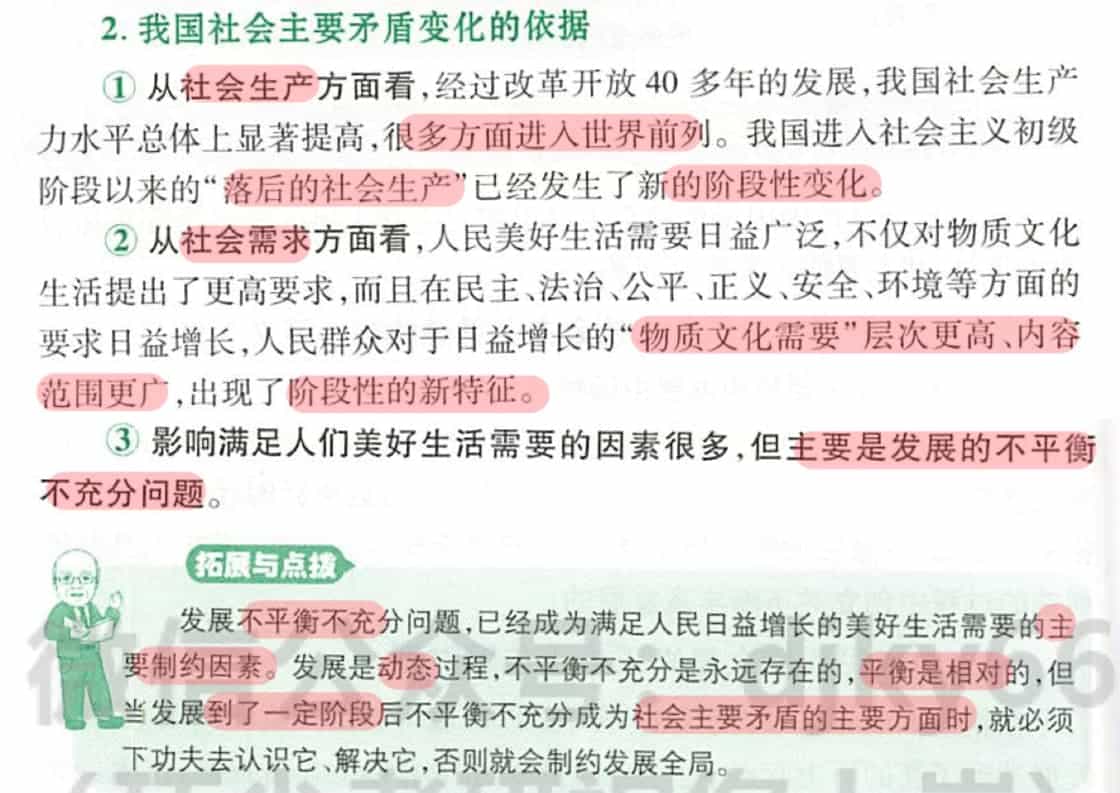 2. 我国社会主要矛盾变化的依据
① 从社会生产方面看,经过改革开放 40 多年的发展,我国社会生产
力水平总体上显著提高,很多方面进入世界前列。我国进入社会主义初级
阶段以来的“落后的社会生产”已经发生了新的阶段性变化。
② 从社会需求方面看,人民美好生活需要日益广泛,不仅对物质文化
生活提出了更高要求,而且在民主、法治、公平、正义、安全、环境等方面的
要求日益增长,人民群众对于日益增长的“物质文化需要”层次更高、内容
范围更广,出现了阶段性的新特征。
③ 影响满足人们美好生活需要的因素很多,但主要是发展的不平衡
不充分问题。
拓展与点拨
发展不平衡不充分问题,已经成为满足人民日益增长的美好生活需要的主
要制约因素。发展是动态过程,不平衡不充分是永远存在的,平衡是相对的,但
当发展到了一定阶段后不平衡不充分成为社会主要矛盾的主要方面时,就必须
下功夫去认识它、解决它,否则就会制约发展全局。
微信公众号:djky66